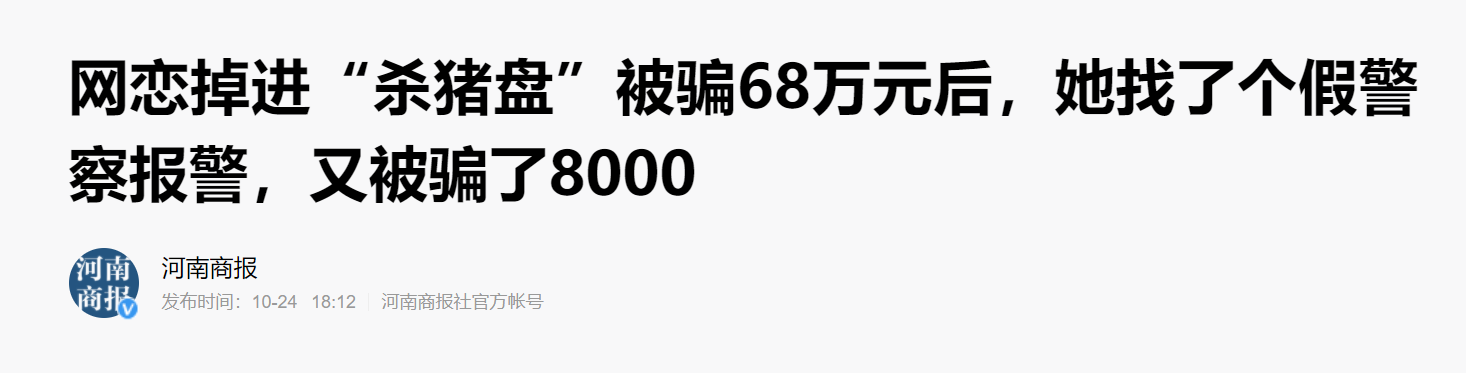 网恋掉进“杀猪盘”被骗68万元后，她找了个假警
察报警，又被骗了8000
河南
商报
河南商报
发布时间：10-24 18:12 河南商报社官方帐号